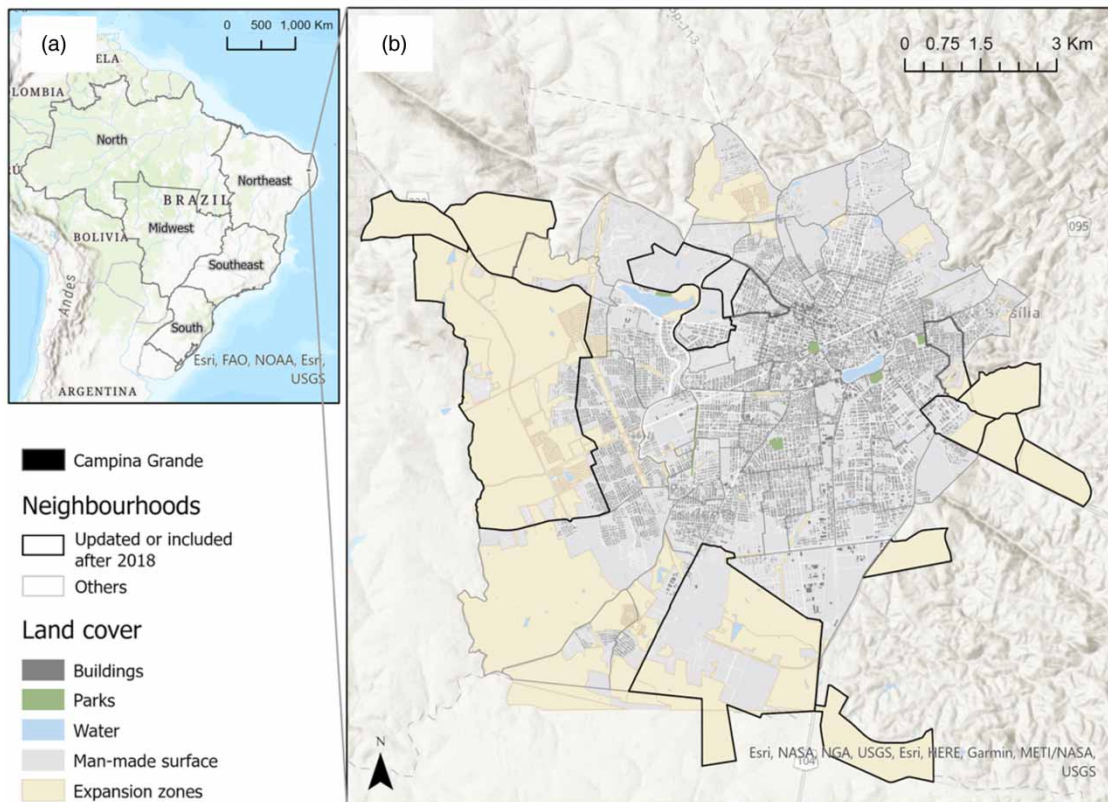 (a)
0 500 1,000 Km
ELA
LOMBIA
North
Northeast
BRAZIL
Midwest
BOLIVIA
Southeast
Andes
South
Esri, FAO, NOAA, Esri,
USGS
ARGENTINA
(b)
0 0.75 1.5 3 Km
095
104
N
Esri, NASA, NGA, USGS, Esri, HERE, Garmin, METI/NASA,
USGS
Campina Grande
Neighbourhoods
Updated or included
after 2018
Others
Land cover
Buildings
Parks
Water
Man-made surface
Expansion zones